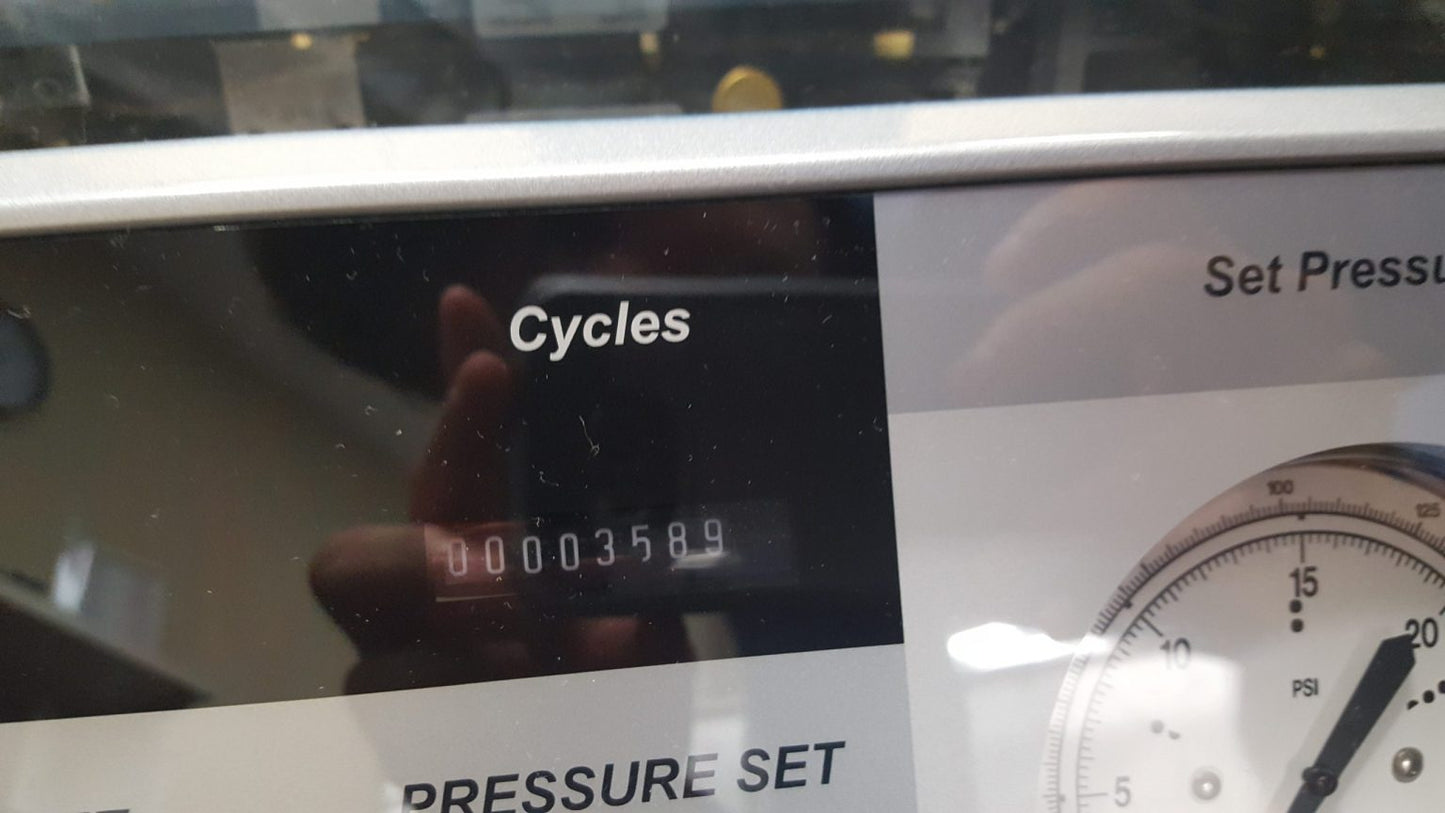 Cycles
Set Pressu
00003589
100
125
15
20
10
PSI
5
PRESSURE SET